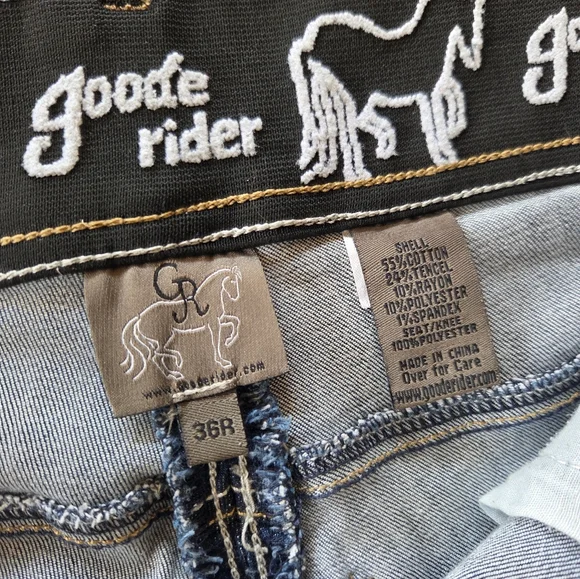 goode
rider
go
GR
www.gooderider.com
36R
SHELL
55%COTTON
24%TENCEL
10%RAYON
10%POLYESTER
1%SPANDEX
SEAT/KNEE
100%POLYESTER
MADE IN CHINA
Over for Care
www.gooderider.com